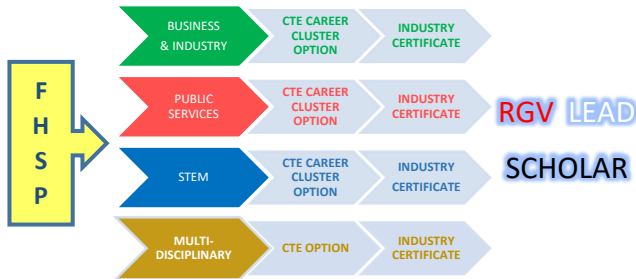 F
H
S
P
BUSINESS
& INDUSTRY
CTE CAREER
CLUSTER
OPTION
INDUSTRY
CERTIFICATE
PUBLIC
SERVICES
CTE CAREER
CLUSTER
OPTION
INDUSTRY
CERTIFICATE
STEM
CTE CAREER
CLUSTER
OPTION
INDUSTRY
CERTIFICATE
MULTI-
DISCIPLINARY
CTE OPTION
INDUSTRY
CERTIFICATE
RGV LEAD
SCHOLAR